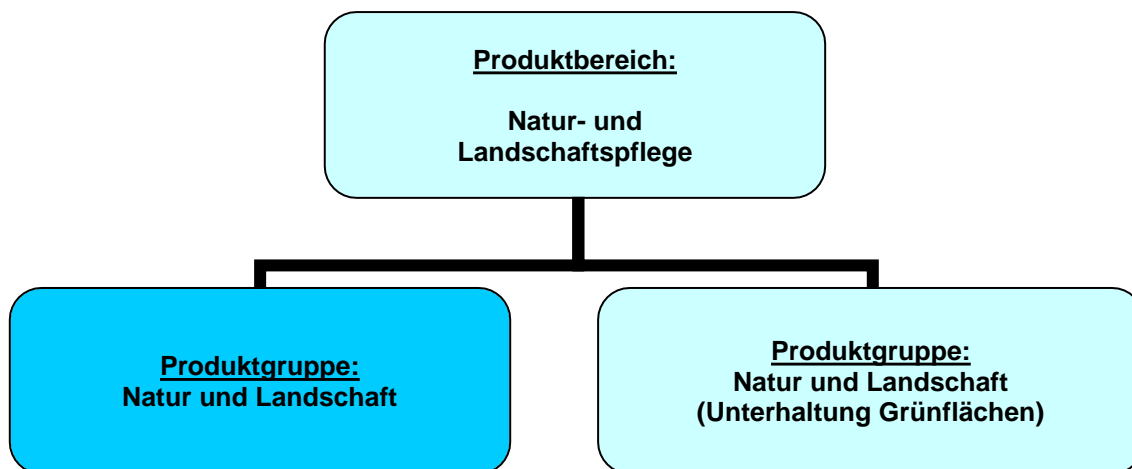 Produktbereich:
Natur- und
Landschaftspflege
Produktgruppe:
Natur und Landschaft
Produktgruppe:
Natur und Landschaft
(Unterhaltung Grünflächen)